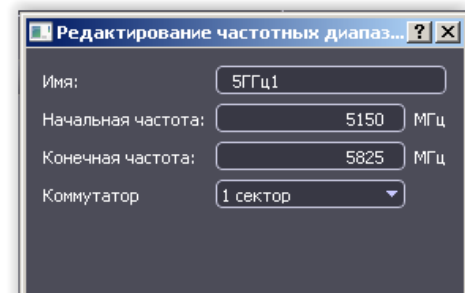 Редактирование частотных диапаз...
Имя: 5ГГц1
Начальная частота: 5150 МГц
Конечная частота: 5825 МГц
Коммутатор 1 сектор